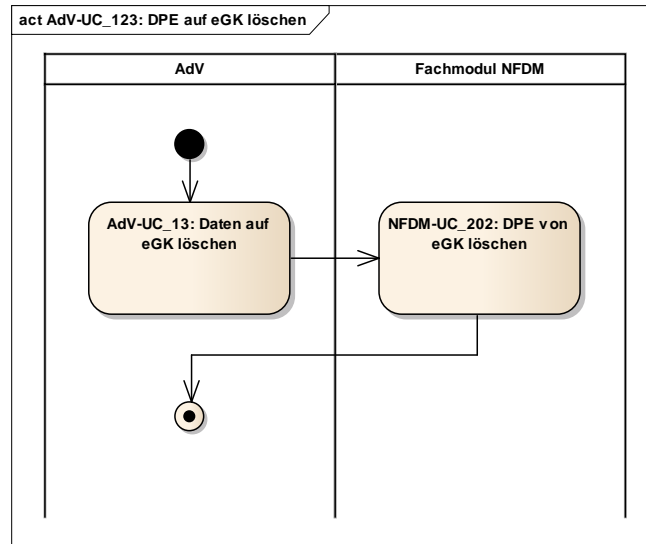 act AdV-UC_123: DPE auf eGK löschen
AdV
Fachmodul NFDM
AdV-UC_13: Daten auf
eGK löschen
NFDM-UC_202: DPE von
eGK löschen